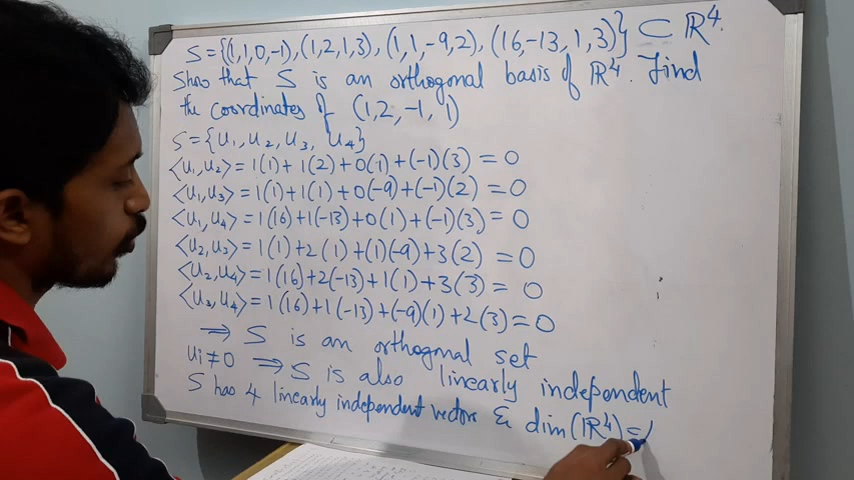 S = {(1,1,0,-1), (1,2,1,3), (1,1,-9,2), (16,-13,1,3)} ⊂ ℝ⁴.
Show that S is an orthogonal basis of ℝ⁴. Find
the coordinates of (1,2,-1,1)
S = {u₁, u₂, u₃, u₄}
⟨u₁,u₂⟩ = 1(1) + 1(2) + 0(1) + (-1)(3) = 0
⟨u₁,u₃⟩ = 1(1) + 1(1) + 0(-9) + (-1)(2) = 0
⟨u₁,u₄⟩ = 1(16) + 1(-13) + 0(1) + (-1)(3) = 0
⟨u₂,u₃⟩ = 1(1) + 2(1) + (1)(-9) + 3(2) = 0
⟨u₂,u₄⟩ = 1(16) + 2(-13) + 1(1) + 3(3) = 0
⟨u₃,u₄⟩ = 1(16) + 1(-13) + (-9)(1) + 2(3) = 0
⇒ S is an orthogonal set
uᵢ ≠ 0 ⇒ S is also linearly independent
S has 4 linearly independent vectors & dim(ℝ⁴) =